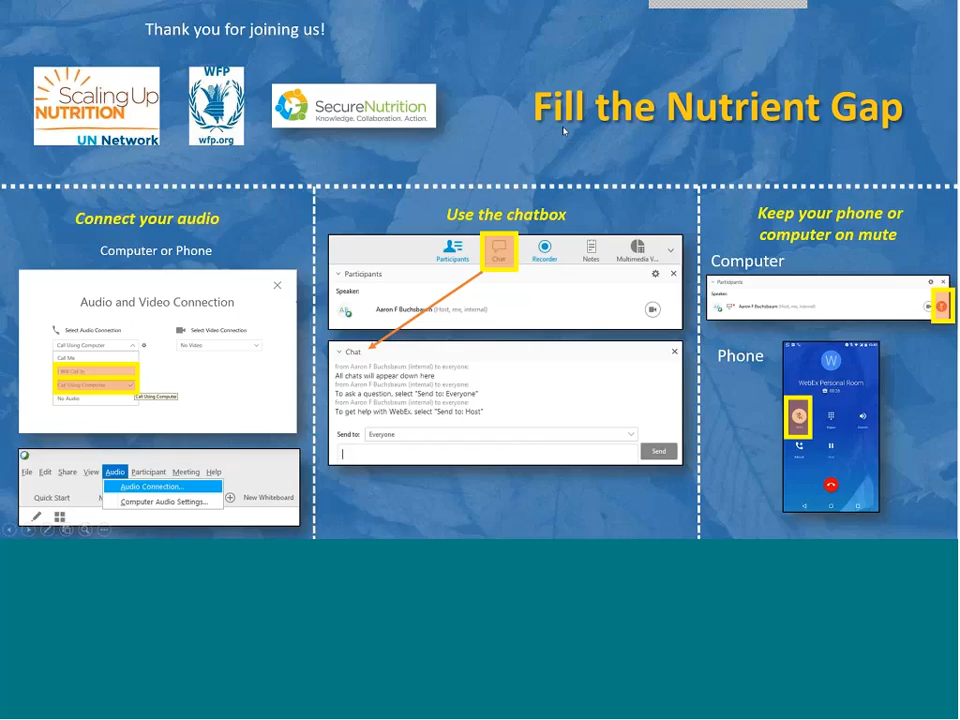 Thank you for joining us!
Scaling Up
NUTRITION
UN Network
WFP
wfp.org
SecureNutrition
Knowledge. Collaboration. Action.
Fill the Nutrient Gap
Connect your audio
Computer or Phone
Audio and Video Connection
Select Audio Connection
Select Video Connection
Call Using Computer
No Video
Call Me
I Will Call In
Call Using Computer
No Audio
Call Using Computer
File Edit Share View Audio Participant Meeting Help
Audio Connection...
Quick Start
New Whiteboard
Computer Audio Settings...
Use the chatbox
Participants
Chat
Recorder
Notes
Multimedia V...
Participants
Speaker:
AB
Aaron F Buchsbaum (Host, me, internal)
Chat
from Aaron F Buchsbaum (internal) to everyone:
All chats will appear down here
from Aaron F Buchsbaum (internal) to everyone:
To ask a question, select "Send to: Everyone"
from Aaron F Buchsbaum (internal) to everyone:
To get help with WebEx. select "Send to: Host"
Send to:
Everyone
Send
Keep your phone or
computer on mute
Computer
Participants
Speaker:
Aaron F Buchsbaum (Host, me, internal)
Phone
W
WebEx Personal Room